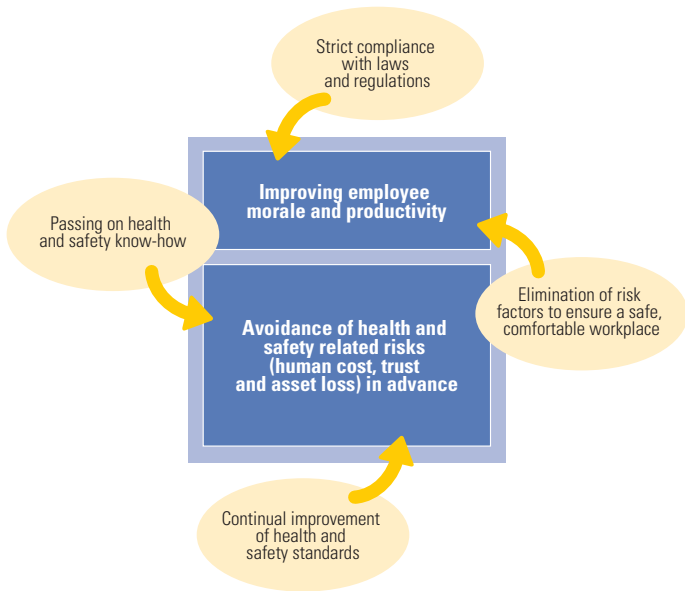 Strict compliance
with laws
and regulations
Improving employee
morale and productivity
Passing on health
and safety know-how
Elimination of risk
factors to ensure a safe,
comfortable workplace
Avoidance of health and
safety related risks
(human cost, trust
and asset loss) in advance
Continual improvement
of health and
safety standards